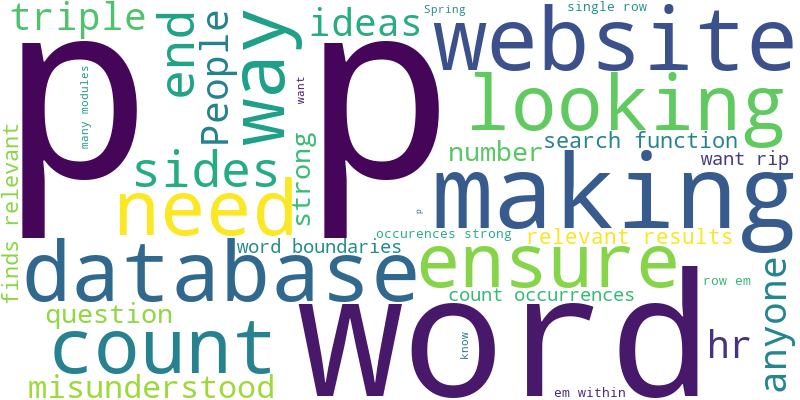 triple
end
way
ideas
Spring
single row
website
p p
People
many modules
want
looking
search function
number
want rip
finds relevant
sides
strong
need
p
making
occurences strong
relevant results
word boundaries
database
ensure
count occurrences
row em
anyone
question
count
word
know
hr
misunderstood
em within